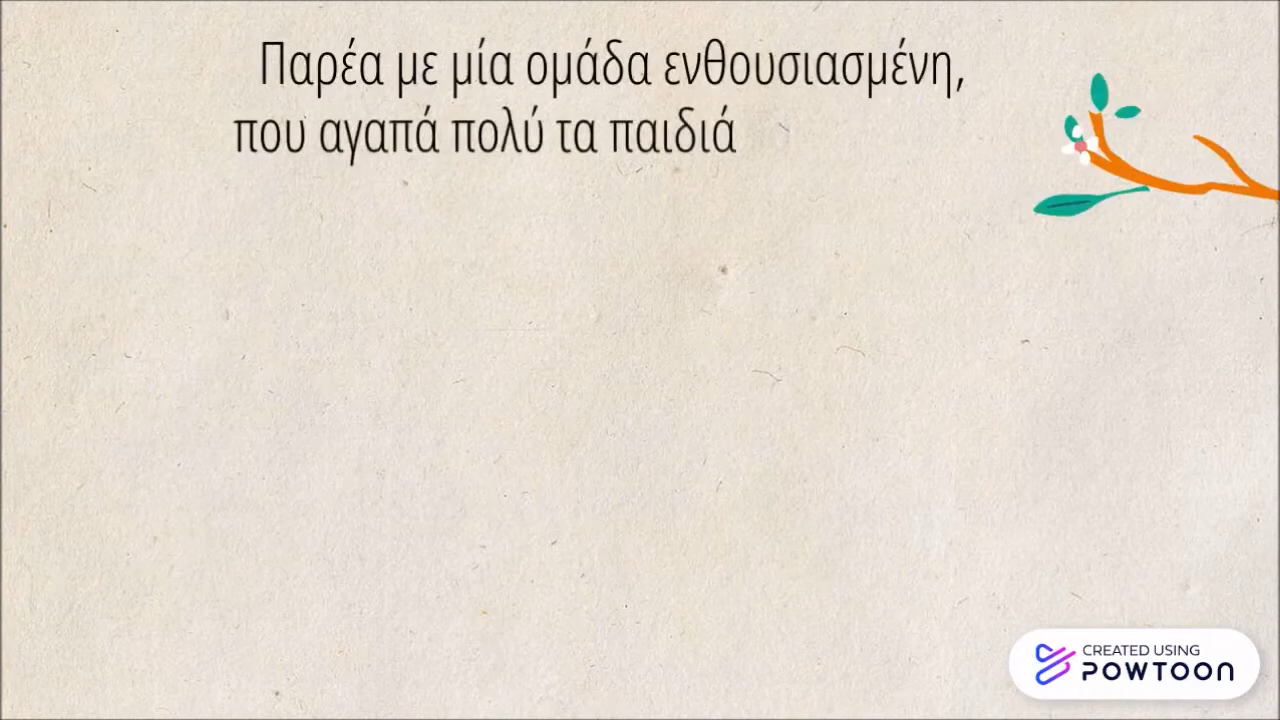 Παρέα με μία ομάδα ενθουσιασμένη,
που αγαπά πολύ τα παιδιά
CREATED USING
POWTOON